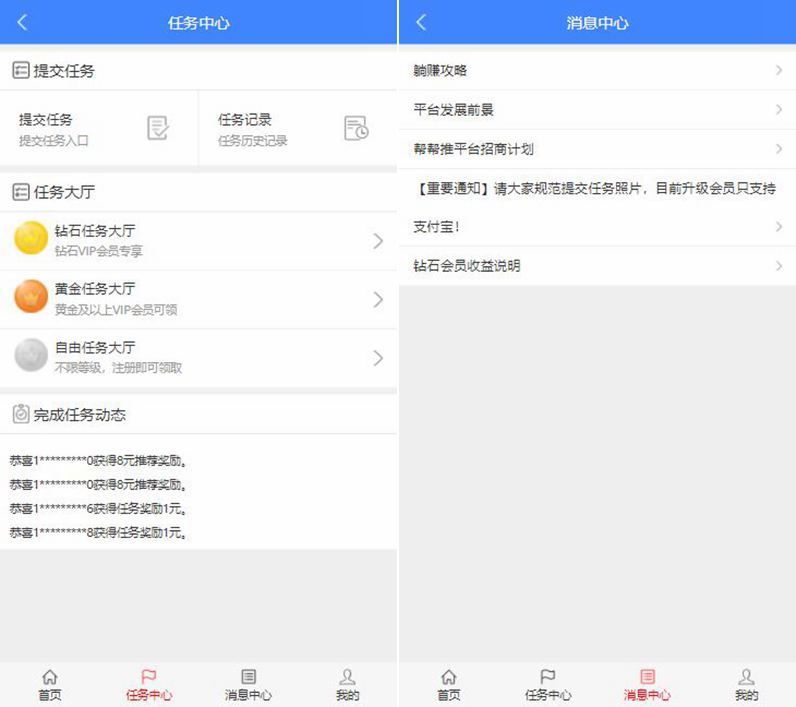 任务中心
提交任务
提交任务
提交任务入口
任务记录
任务历史记录
任务大厅
钻石任务大厅
钻石VIP会员专享
黄金任务大厅
黄金及以上VIP会员可领
自由任务大厅
不限等级，注册即可领取
完成任务动态
恭喜1*********0获得8元推荐奖励。
恭喜1*********0获得8元推荐奖励。
恭喜1*********6获得任务奖励1元。
恭喜1*********8获得任务奖励1元。
首页
任务中心
消息中心
我的
消息中心
躺赚攻略
平台发展前景
帮帮推平台招商计划
【重要通知】请大家规范提交任务照片，目前升级会员只支持
支付宝！
钻石会员收益说明
首页
任务中心
消息中心
我的